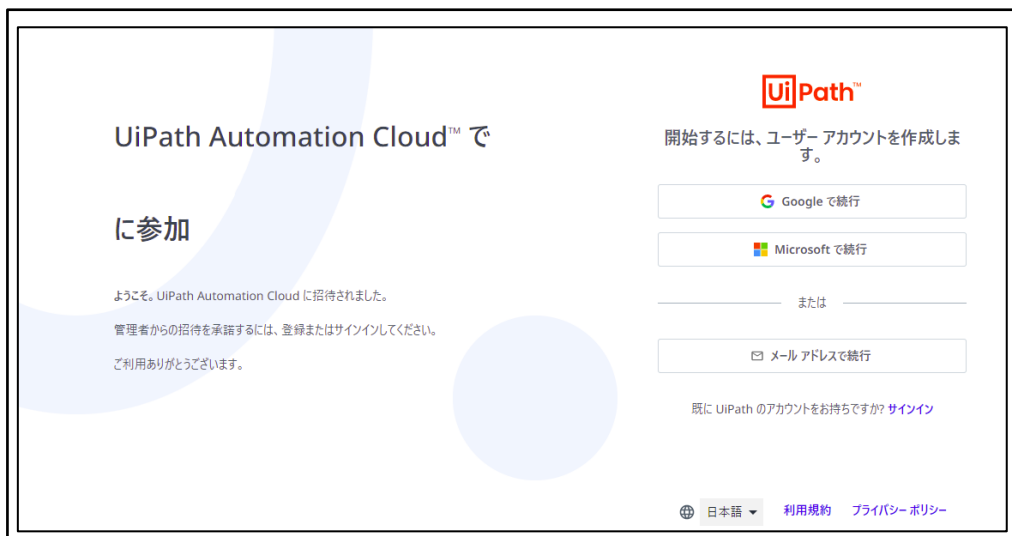 UiPath Automation Cloud™ で
に参加
ようこそ。UiPath Automation Cloud に招待されました。
管理者からの招待を承諾するには、登録またはサインインしてください。
ご利用ありがとうございます。
UiPath™
開始するには、ユーザー アカウントを作成しま
す。
Google で続行
Microsoft で続行
または
メール アドレスで続行
既に UiPath のアカウントをお持ちですか? サインイン
日本語 利用規約 プライバシー ポリシー